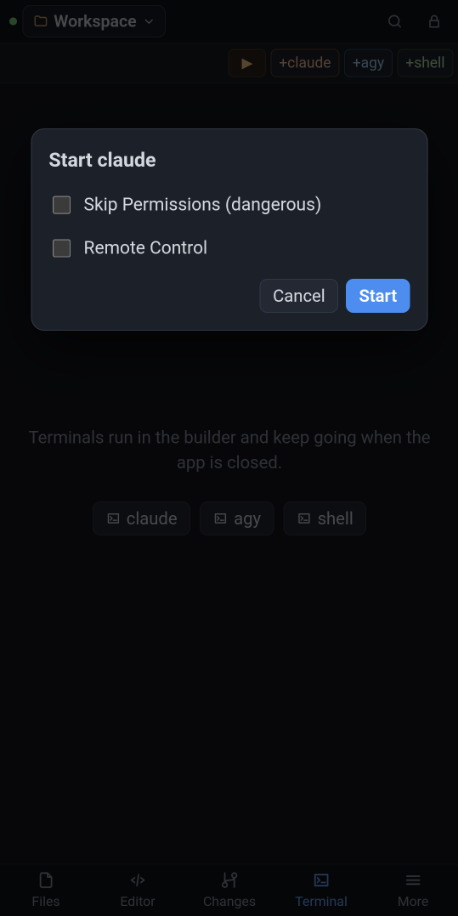 Workspace
+claude
+agy
+shell
Start claude
Skip Permissions (dangerous)
Remote Control
Cancel
Start
Terminals run in the builder and keep going when the
app is closed.
claude
agy
shell
Files
Editor
Changes
Terminal
More